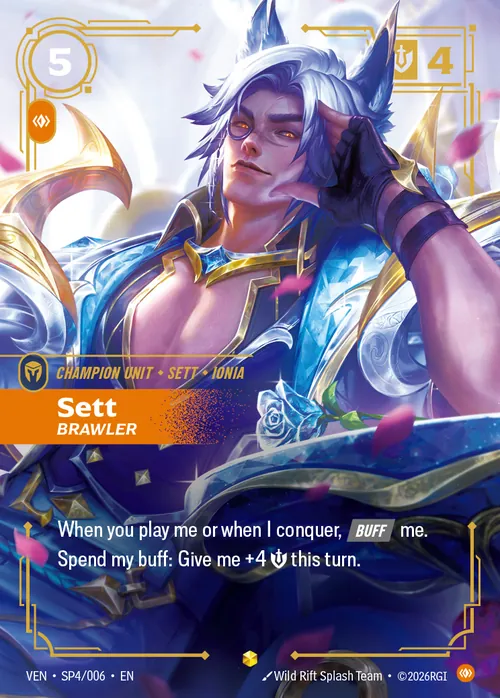 5
4
CHAMPION UNIT • SETT • IONIA
Sett
BRAWLER
When you play me or when I conquer, BUFF me.
Spend my buff: Give me +4 this turn.
VEN • SP4/006 • EN
Wild Rift Splash Team • ©2026RGI